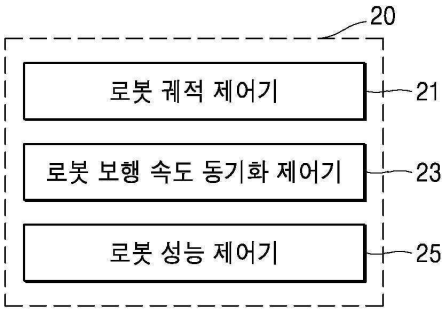 20
로봇 궤적 제어기 21
로봇 보행 속도 동기화 제어기 23
로봇 성능 제어기 25